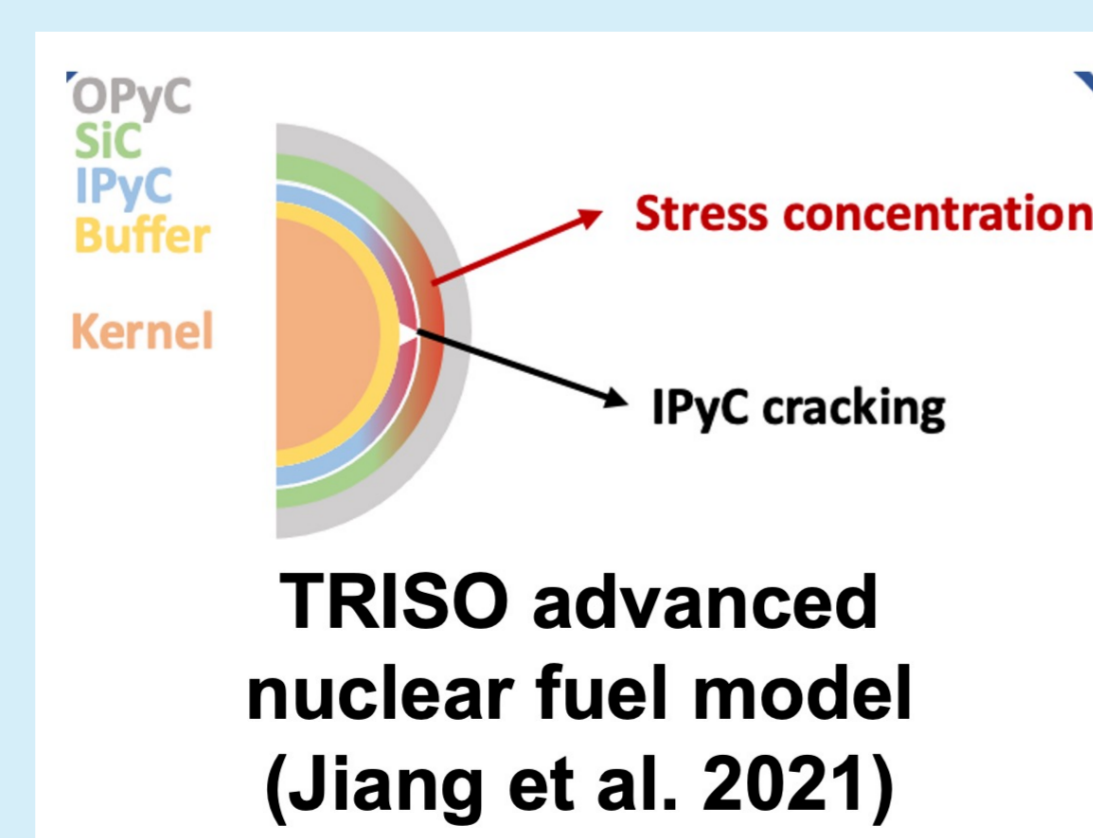 OPyC
SiC
IPyC
Buffer
Kernel
Stress concentration
IPyC cracking
TRISO advanced
nuclear fuel model
(Jiang et al. 2021)